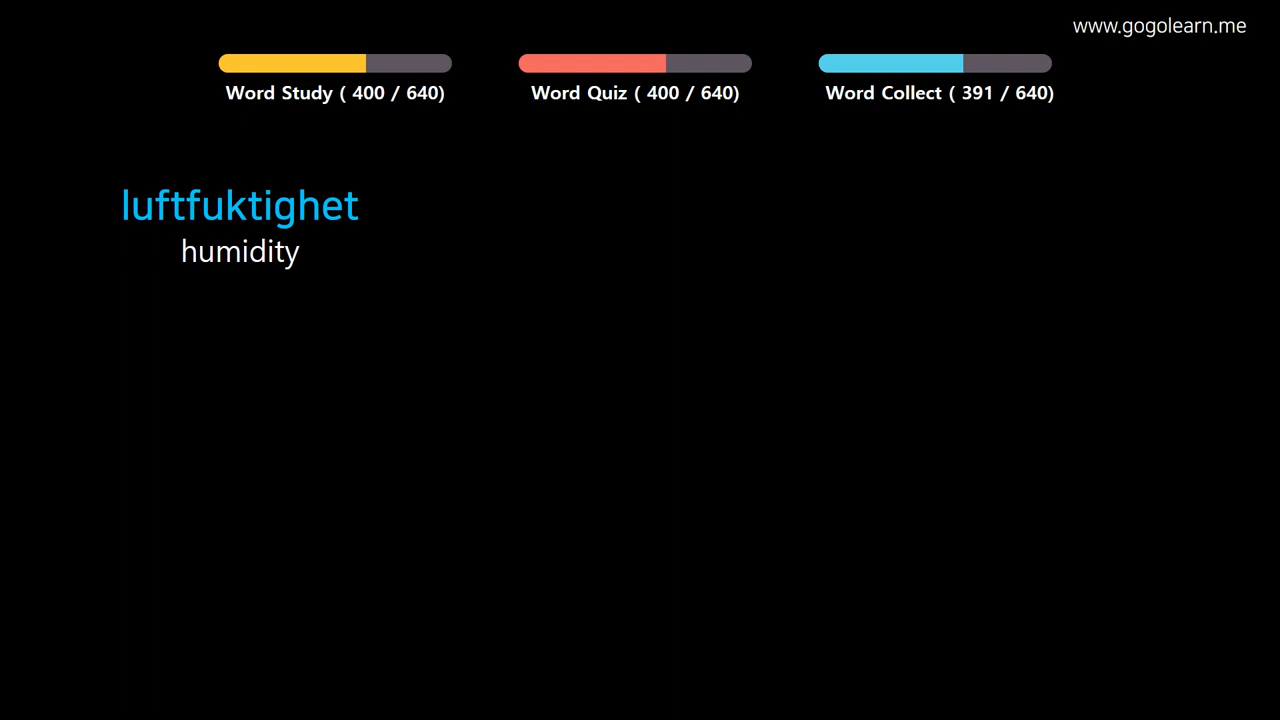 www.gogolearn.me
Word Study ( 400 / 640)
Word Quiz ( 400 / 640)
Word Collect ( 391 / 640)
luftfuktighet
humidity